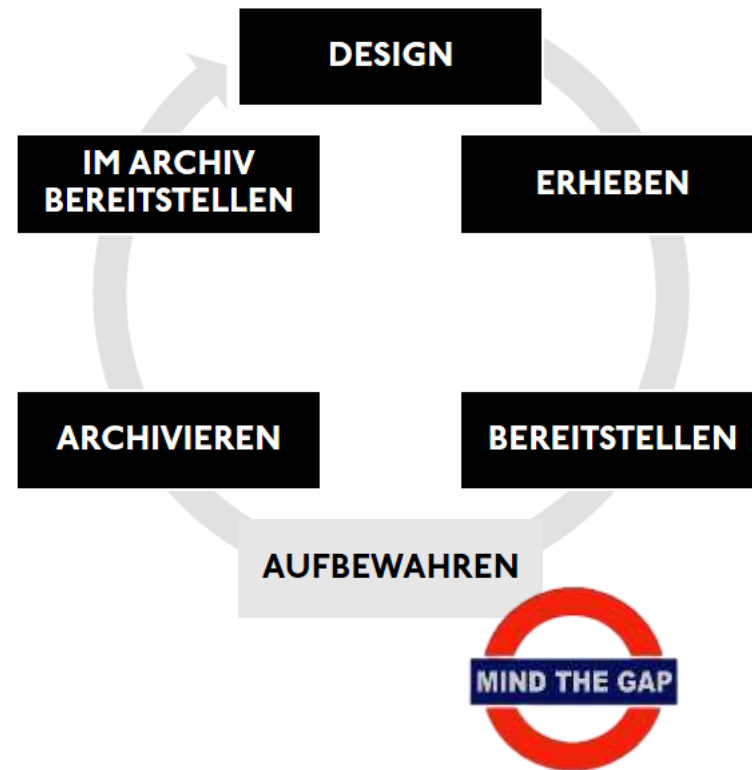 DESIGN
IM ARCHIV
BEREITSTELLEN
ERHEBEN
ARCHIVIEREN
BEREITSTELLEN
AUFBEWAHREN
MIND THE GAP